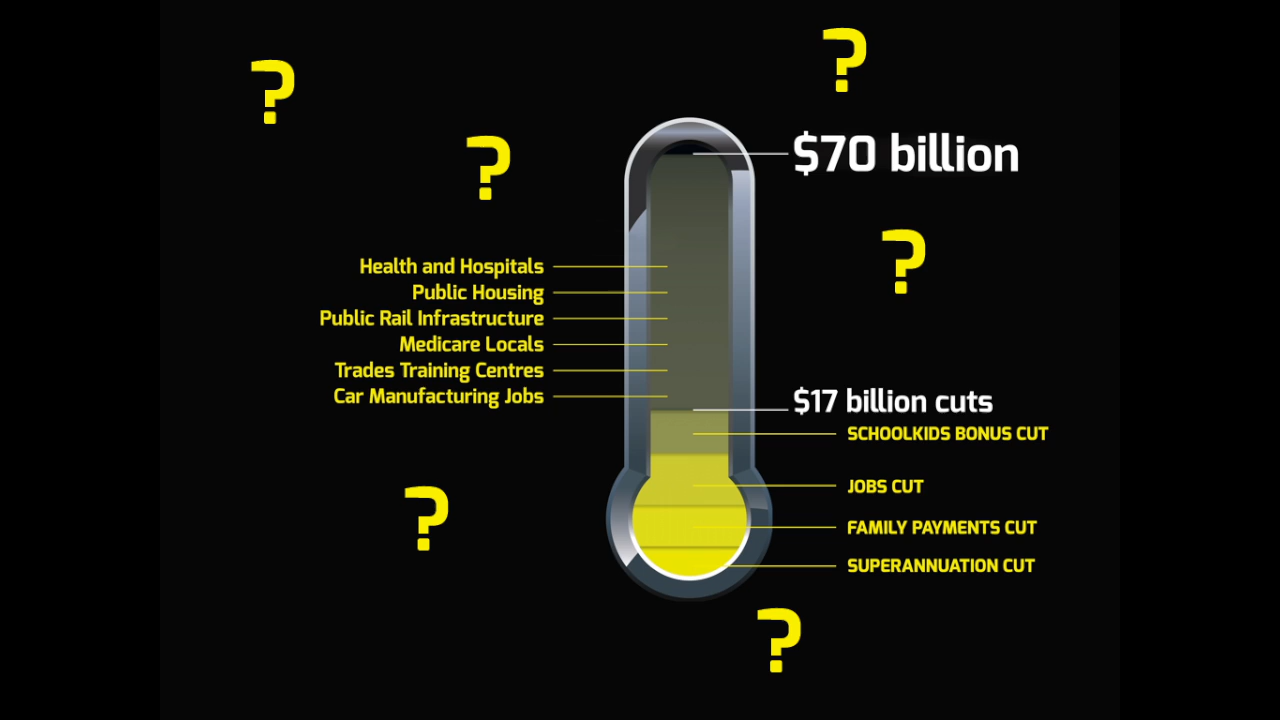 ?
?
?
$70 billion
?
Health and Hospitals
Public Housing
Public Rail Infrastructure
Medicare Locals
Trades Training Centres
Car Manufacturing Jobs
$17 billion cuts
SCHOOLKIDS BONUS CUT
JOBS CUT
FAMILY PAYMENTS CUT
SUPERANNUATION CUT
?
?